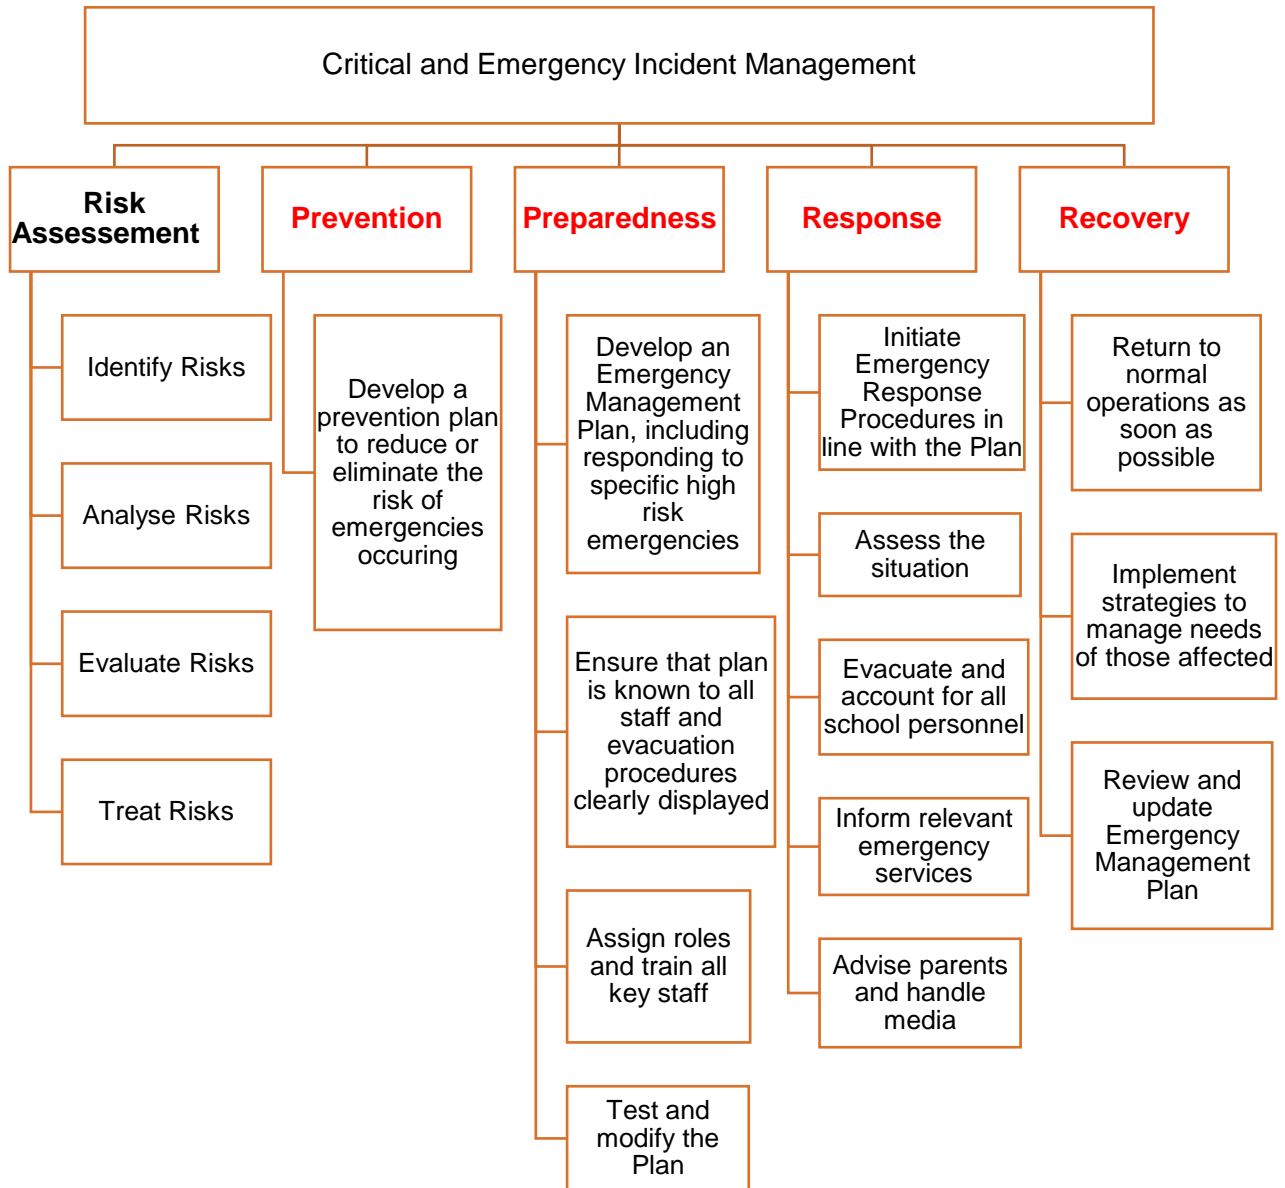 Critical and Emergency Incident Management
Risk
Assessement
Identify Risks
Analyse Risks
Evaluate Risks
Treat Risks
Prevention
Develop a
prevention plan
to reduce or
eliminate the
risk of
emergencies
occuring
Preparedness
Develop an
Emergency
Management
Plan, including
responding to
specific high
risk
emergencies
Ensure that plan
is known to all
staff and
evacuation
procedures
clearly displayed
Assign roles
and train all
key staff
Test and
modify the
Plan
Response
Initiate
Emergency
Response
Procedures in
line with the Plan
Assess the
situation
Evacuate and
account for all
school personnel
Inform relevant
emergency
services
Advise parents
and handle
media
Recovery
Return to
normal
operations as
soon as
possible
Implement
strategies to
manage needs
of those affected
Review and
update
Emergency
Management
Plan